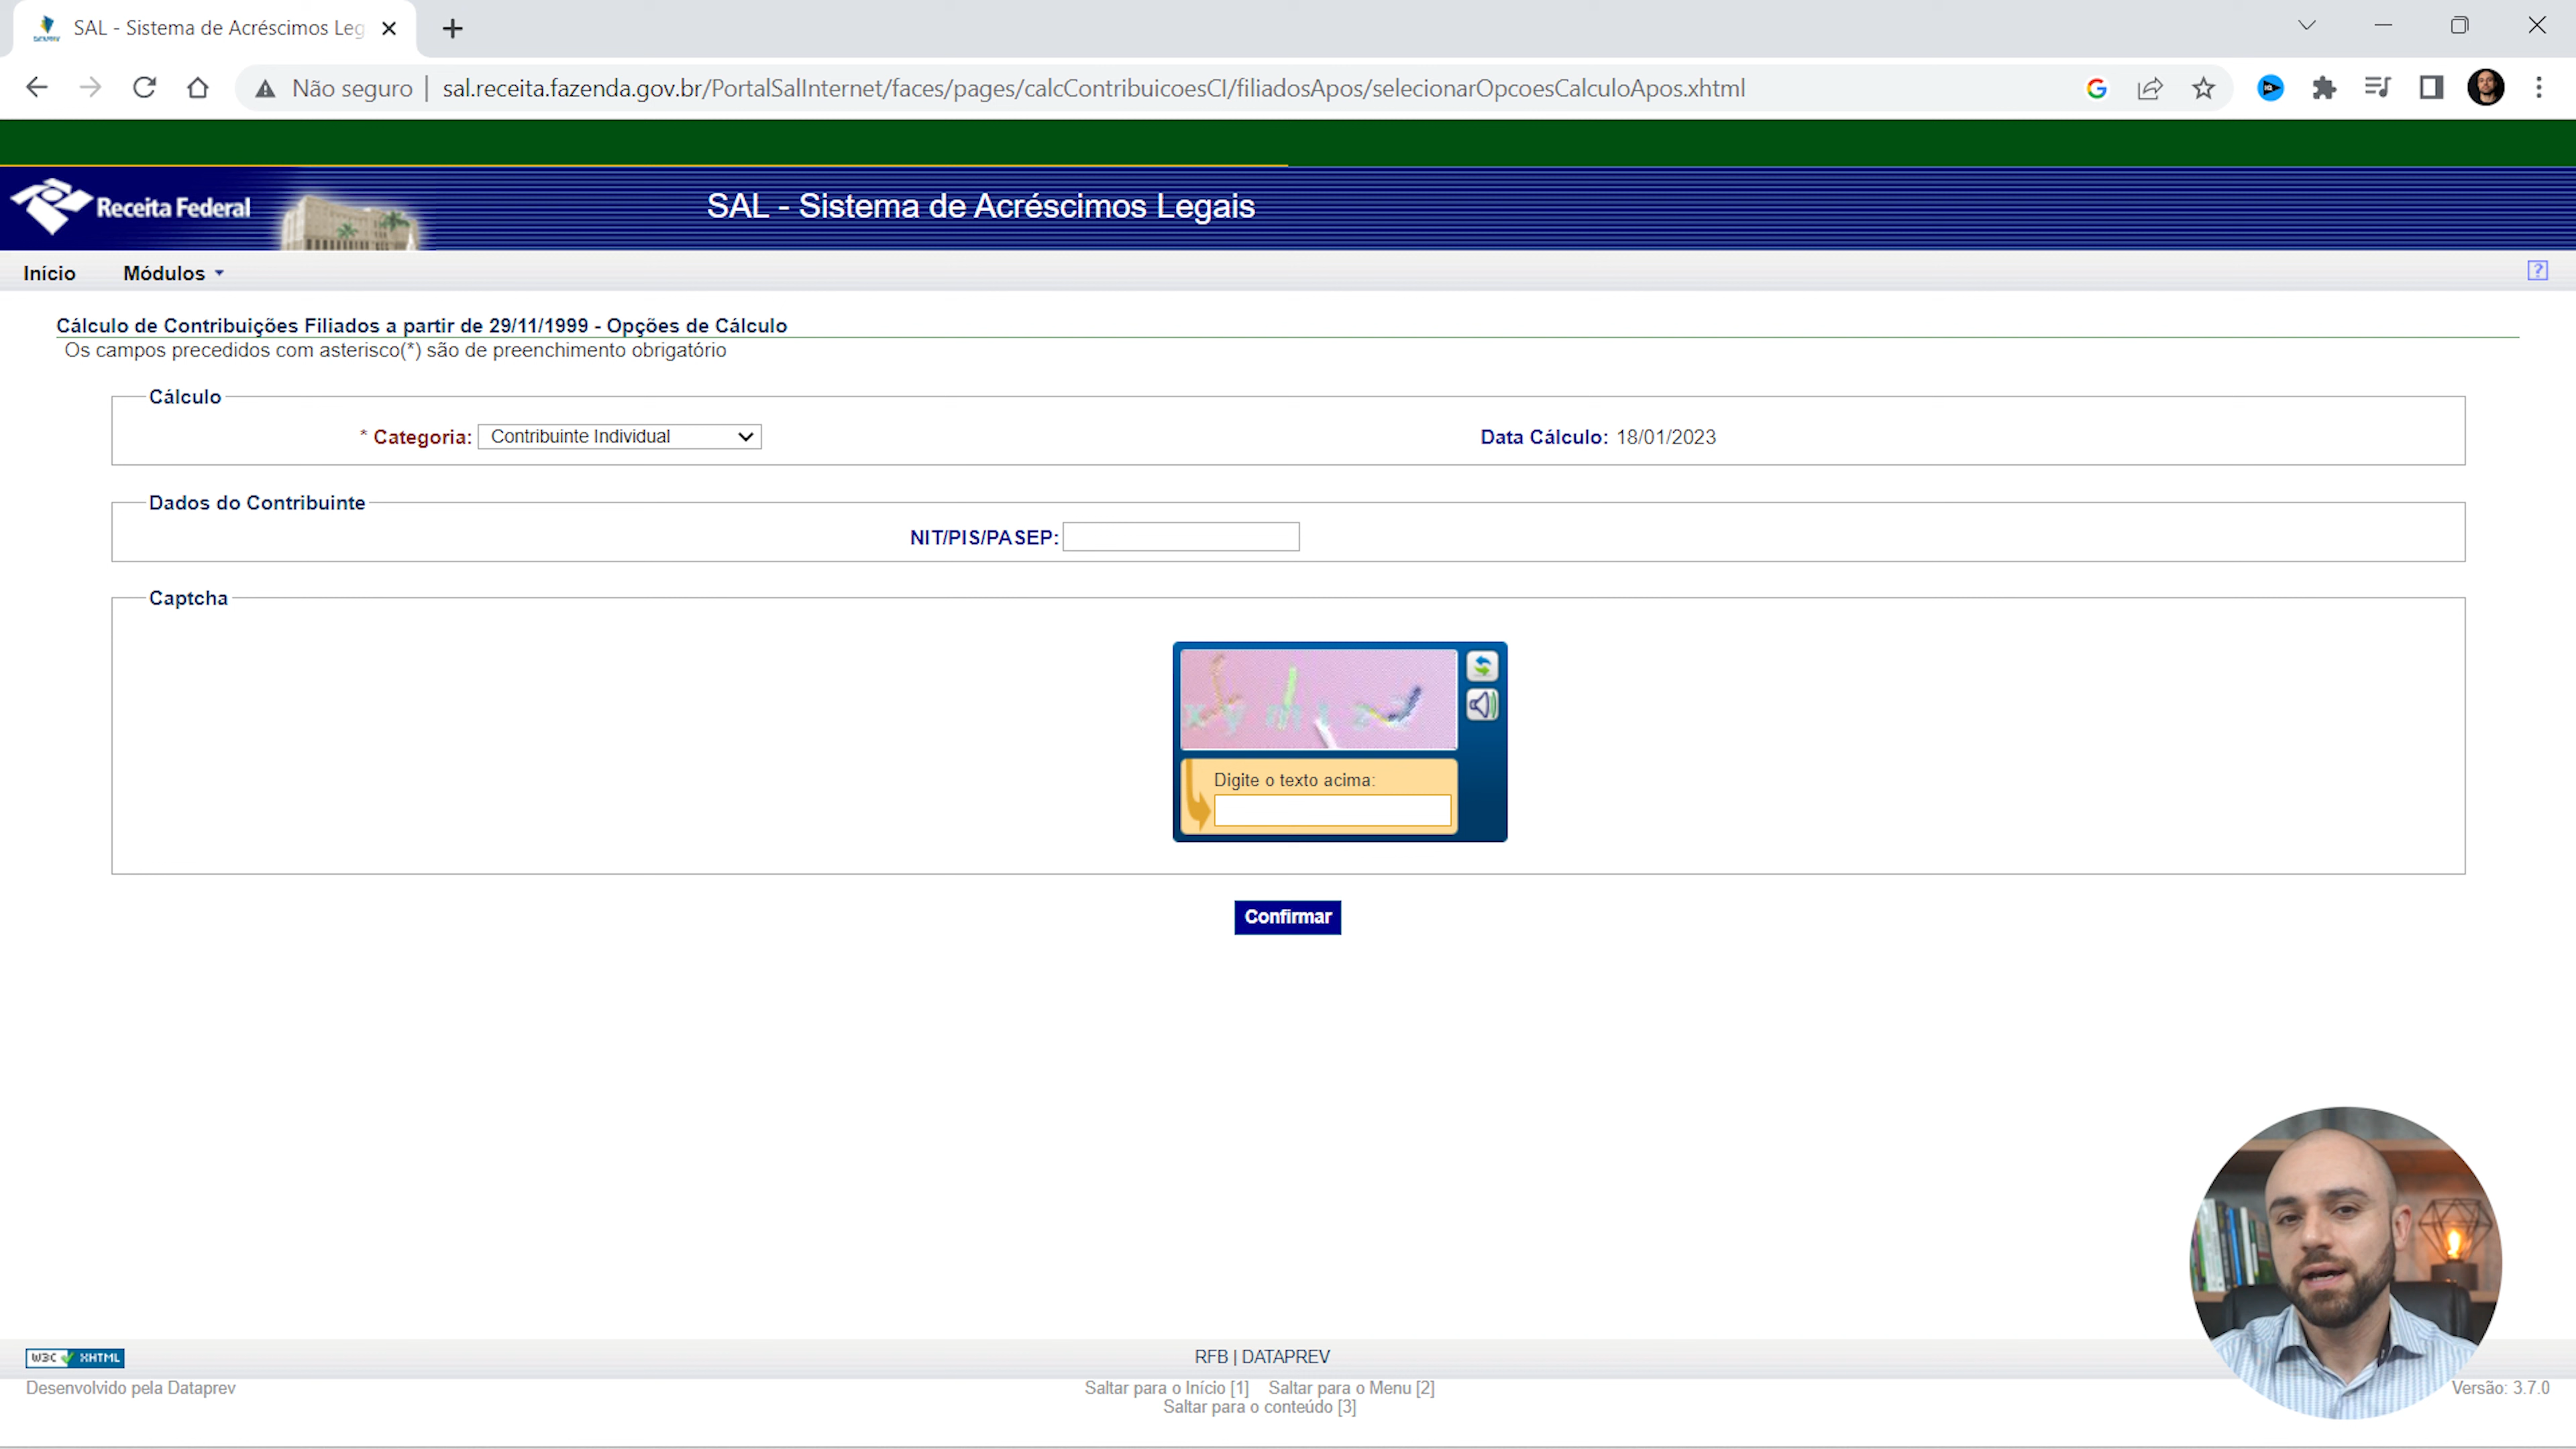 SAL - Sistema de Acréscimos Leg
Não seguro | sal.receita.fazenda.gov.br/PortalSalInternet/faces/pages/calcContribuicoesCI/filiadosApos/selecionarOpcoesCalculoApos.xhtml
Receita Federal
SAL - Sistema de Acréscimos Legais
Início Módulos
Cálculo de Contribuições Filiados a partir de 29/11/1999 - Opções de Cálculo
Os campos precedidos com asterisco(*) são de preenchimento obrigatório
Cálculo
* Categoria: Contribuinte Individual Data Cálculo: 18/01/2023
Dados do Contribuinte
NIT/PIS/PASEP:
Captcha
Digite o texto acima:
Confirmar
W3C XHTML
RFB | DATAPREV
Desenvolvido pela Dataprev
Saltar para o Início [1] Saltar para o Menu [2]
Saltar para o conteúdo [3]
Versão: 3.7.0